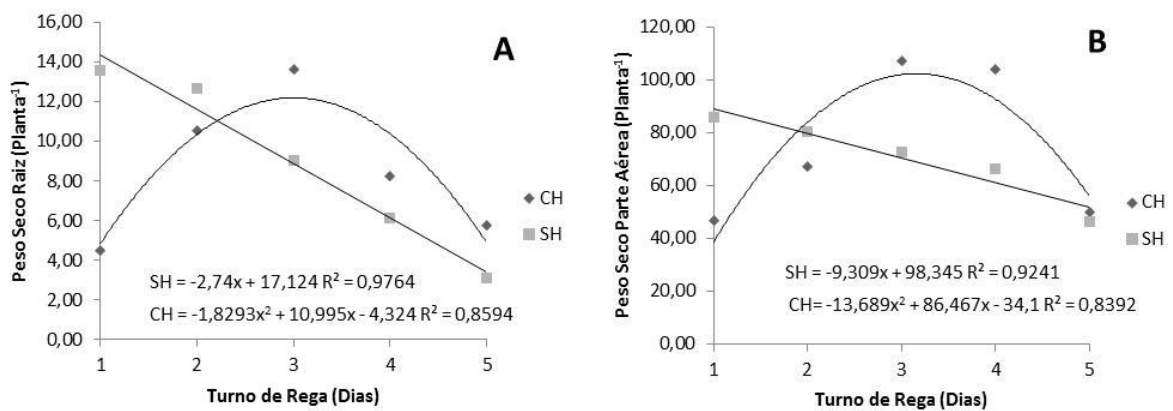 A
Peso Seco Raiz (Planta⁻¹)
16,00
14,00
12,00
10,00
8,00
6,00
4,00
2,00
0,00
1 2 3 4 5
Turno de Rega (Dias)
CH
SH
SH = -2,74x + 17,124 R² = 0,9764
CH = -1,8293x² + 10,995x - 4,324 R² = 0,8594
B
Peso Seco Parte Aérea (Planta⁻¹)
120,00
100,00
80,00
60,00
40,00
20,00
0,00
1 2 3 4 5
Turno de Rega (Dias)
CH
SH
SH = -9,309x + 98,345 R² = 0,9241
CH= -13,689x² + 86,467x - 34,1 R² = 0,8392